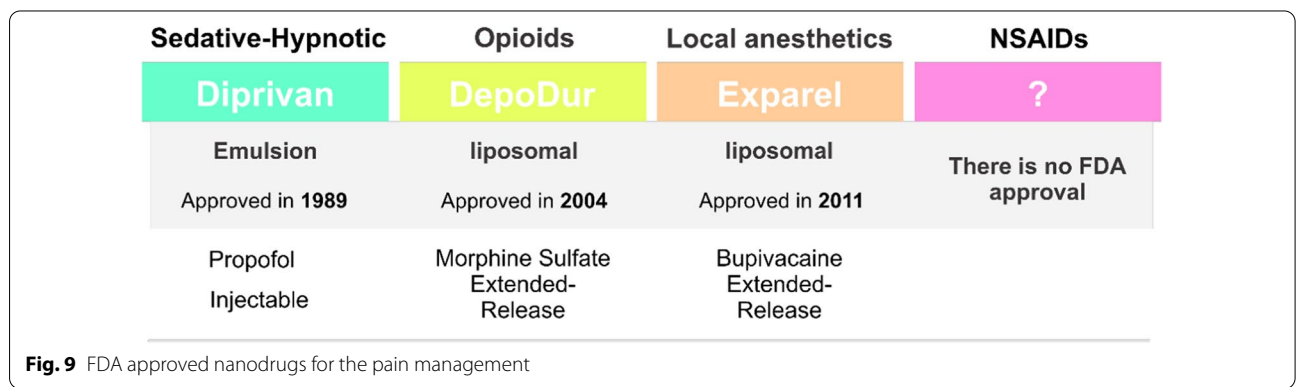 Sedative-Hypnotic Opioids Local anesthetics NSAIDs
Diprivan DepoDur Exparel ?
Emulsion liposomal liposomal
There is no FDA
approval
Approved in 1989 Approved in 2004 Approved in 2011
Propofol
Injectable
Morphine Sulfate
Extended-
Release
Bupivacaine
Extended-
Release
Fig. 9 FDA approved nanodrugs for the pain management